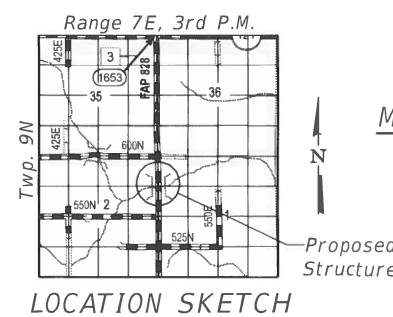 Range 7E, 3rd P.M.
425E
3
1653
FAP 828
35
36
Twp. 9N
425E
600N
N
M
550N
2
550E
1
525N
Proposed
Structure
LOCATION SKETCH